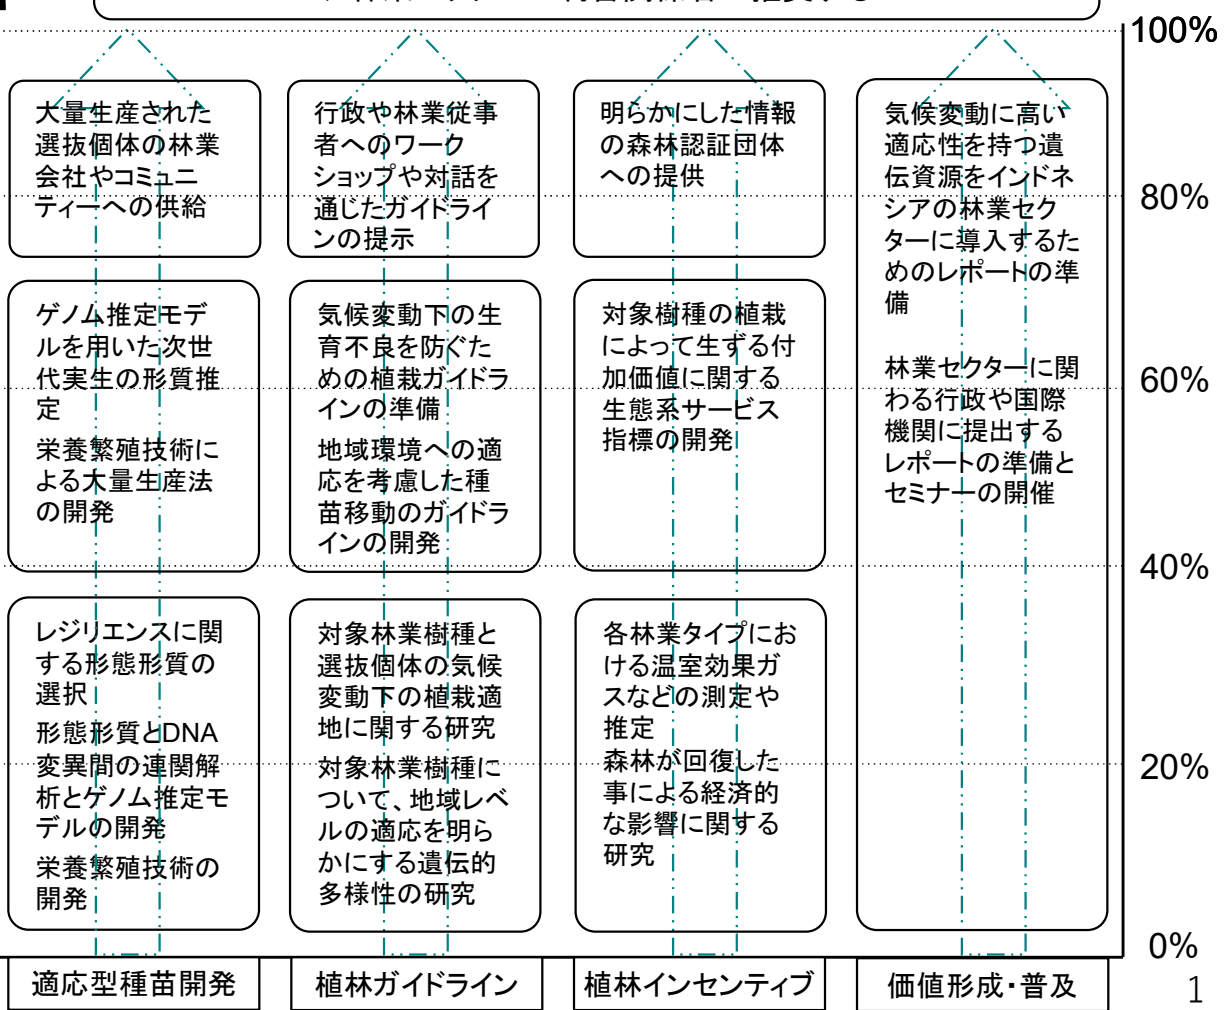 100%
大量生産された
選抜個体の林業
会社やコミュニ
ティーへの供給
行政や林業従事
者へのワーク
ショップや対話を
通じたガイドライ
ンの提示
明らかにした情報
の森林認証団体
への提供
気候変動に高い
適応性を持つ遺
伝資源をインドネ
シアの林業セク
ターに導入するた
めのレポートの準
備
林業セクターに関
わる行政や国際
機関に提出する
レポートの準備と
セミナーの開催
80%
ゲノム推定モデ
ルを用いた次世
代実生の形質推
定
栄養繁殖技術に
よる大量生産法
の開発
気候変動下の生
育不良を防ぐた
めの植栽ガイドラ
インの準備
地域環境への適
応を考慮した種
苗移動のガイドラ
インの開発
対象樹種の植栽
によって生ずる付
加価値に関する
生態系サービス
指標の開発
60%
40%
レジリエンスに関
する形態形質の
選択
形態形質とDNA
変異間の連関解
析とゲノム推定モ
デルの開発
栄養繁殖技術の
開発
対象林業樹種と
選抜個体の気候
変動下の植栽適
地に関する研究
対象林業樹種に
ついて、地域レベ
ルの適応を明ら
かにする遺伝的
多様性の研究
各林業タイプにお
ける温室効果ガ
スなどの測定や
推定
森林が回復した
事による経済的
な影響に関する
研究
20%
0%
適応型種苗開発
植林ガイドライン
植林インセンティブ
価値形成・普及
1